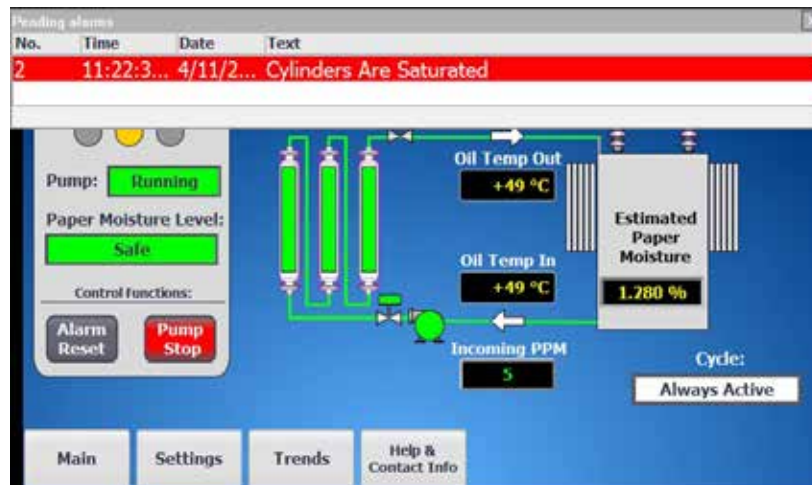 Pending alarms
No. Time Date Text
2 11:22:3... 4/11/2... Cylinders Are Saturated
Pump: Running
Paper Moisture Level:
Safe
Control Functions:
Alarm Reset
Pump Stop
Oil Temp Out
+49 °C
Oil Temp In
+49 °C
Incoming PPM
5
Estimated
Paper
Moisture
1.280 %
Cycle:
Always Active
Main
Settings
Trends
Help &
Contact Info